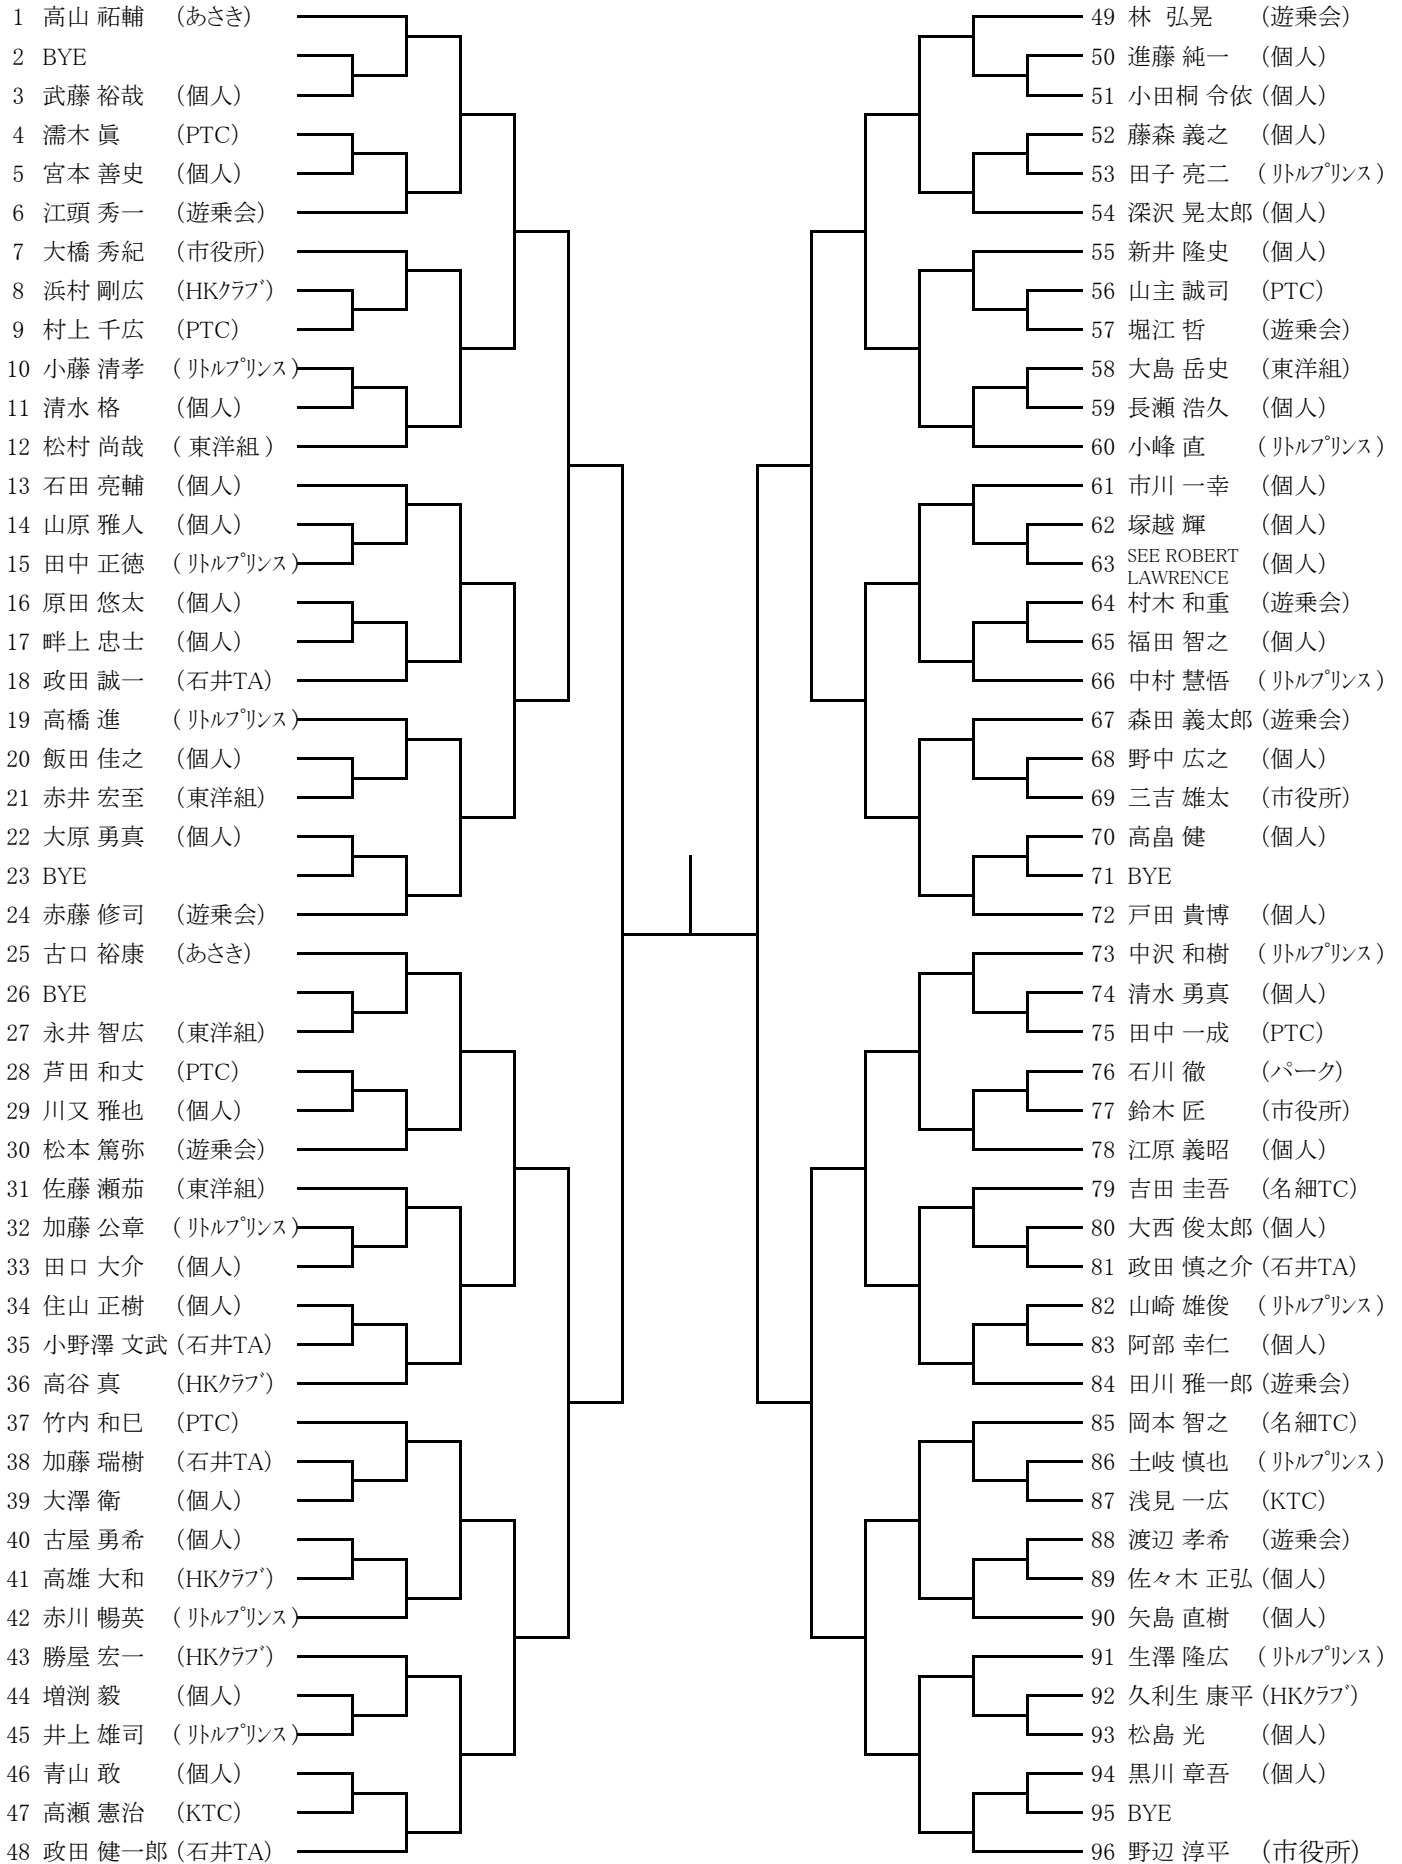 1 高山 祐輔 (あさき)
2 BYE
3 武藤 裕哉 (個人)
4 濡木 眞 (PTC)
5 宮本 善史 (個人)
6 江頭 秀一 (遊乗会)
7 大橋 秀紀 (市役所)
8 浜村 剛広 (HKクラブ)
9 村上 千広 (PTC)
10 小藤 清孝 (リトルプリンス)
11 清水 格 (個人)
12 松村 尚哉 (東洋組)
13 石田 亮輔 (個人)
14 山原 雅人 (個人)
15 田中 正徳 (リトルプリンス)
16 原田 悠太 (個人)
17 畔上 忠士 (個人)
18 政田 誠一 (石井TA)
19 高橋 進 (リトルプリンス)
20 飯田 佳之 (個人)
21 赤井 宏至 (東洋組)
22 大原 勇真 (個人)
23 BYE
24 赤藤 修司 (遊乗会)
25 古口 裕康 (あさき)
26 BYE
27 永井 智広 (東洋組)
28 芦田 和丈 (PTC)
29 川又 雅也 (個人)
30 松本 篤弥 (遊乗会)
31 佐藤 瀬茄 (東洋組)
32 加藤 公章 (リトルプリンス)
33 田口 大介 (個人)
34 住山 正樹 (個人)
35 小野澤 文武 (石井TA)
36 高谷 真 (HKクラブ)
37 竹内 和巳 (PTC)
38 加藤 瑞樹 (石井TA)
39 大澤 衛 (個人)
40 古屋 勇希 (個人)
41 高雄 大和 (HKクラブ)
42 赤川 暢英 (リトルプリンス)
43 勝屋 宏一 (HKクラブ)
44 増渕 毅 (個人)
45 井上 雄司 (リトルプリンス)
46 青山 敢 (個人)
47 高瀬 憲治 (KTC)
48 政田 健一郎 (石井TA)
49 林 弘晃 (遊乗会)
50 進藤 純一 (個人)
51 小田桐 令依 (個人)
52 藤森 義之 (個人)
53 田子 亮二 (リトルプリンス)
54 深沢 晃太郎 (個人)
55 新井 隆史 (個人)
56 山主 誠司 (PTC)
57 堀江 哲 (遊乗会)
58 大島 岳史 (東洋組)
59 長瀬 浩久 (個人)
60 小峰 直 (リトルプリンス)
61 市川 一幸 (個人)
62 塚越 輝 (個人)
63 SEE ROBERT LAWRENCE (個人)
64 村木 和重 (遊乗会)
65 福田 智之 (個人)
66 中村 慧悟 (リトルプリンス)
67 森田 義太郎 (遊乗会)
68 野中 広之 (個人)
69 三吉 雄太 (市役所)
70 高畠 健 (個人)
71 BYE
72 戸田 貴博 (個人)
73 中沢 和樹 (リトルプリンス)
74 清水 勇真 (個人)
75 田中 一成 (PTC)
76 石川 徹 (パーク)
77 鈴木 匠 (市役所)
78 江原 義昭 (個人)
79 吉田 圭吾 (名細TC)
80 大西 俊太郎 (個人)
81 政田 慎之介 (石井TA)
82 山崎 雄俊 (リトルプリンス)
83 阿部 幸仁 (個人)
84 田川 雅一郎 (遊乗会)
85 岡本 智之 (名細TC)
86 土岐 慎也 (リトルプリンス)
87 浅見 一広 (KTC)
88 渡辺 孝希 (遊乗会)
89 佐々木 正弘 (個人)
90 矢島 直樹 (個人)
91 生澤 隆広 (リトルプリンス)
92 久利生 康平 (HKクラブ)
93 松島 光 (個人)
94 黒川 章吾 (個人)
95 BYE
96 野辺 淳平 (市役所)